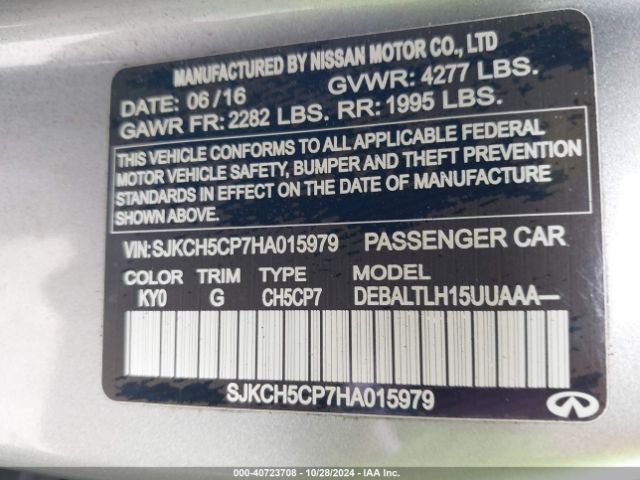 MANUFACTURED BY NISSAN MOTOR CO., LTD
DATE: 06/16 GVWR: 4277 LBS.
GAWR FR: 2282 LBS. RR: 1995 LBS.
THIS VEHICLE CONFORMS TO ALL APPLICABLE FEDERAL
MOTOR VEHICLE SAFETY, BUMPER AND THEFT PREVENTION
STANDARDS IN EFFECT ON THE DATE OF MANUFACTURE
SHOWN ABOVE.
VIN:SJKCH5CP7HA015979 PASSENGER CAR
COLOR TRIM TYPE MODEL
KY0 G CH5CP7 DEBALTLH15UUAAA—
SJKCH5CP7HA015979
000-40723708 - 10/28/2024 - IAA Inc.